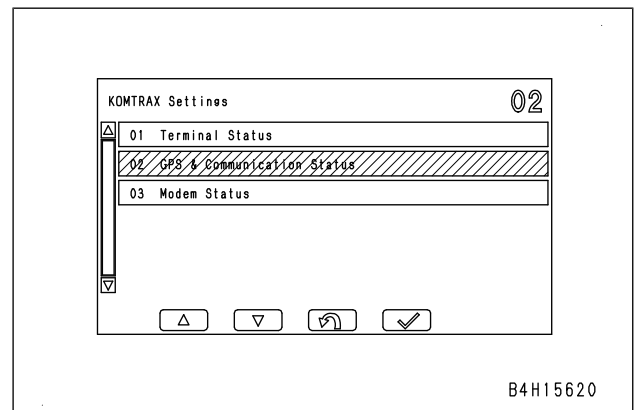 KOMTRAX Settings 02
01 Terminal Status
02 GPS & Communication Status
03 Modem Status
B4H15620